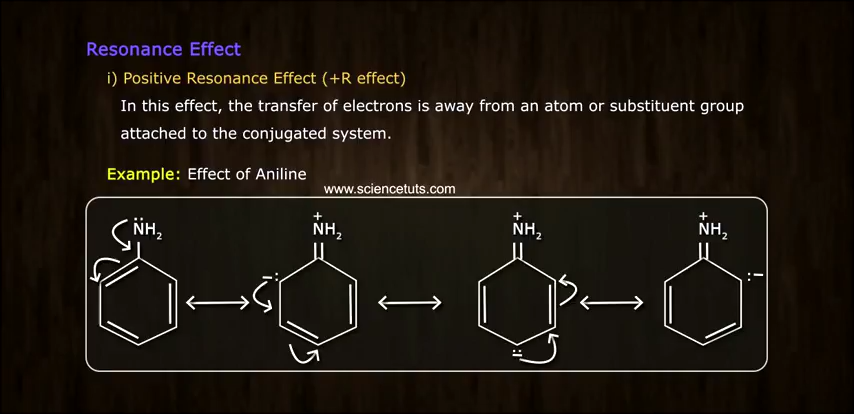 Resonance Effect
i) Positive Resonance Effect (+R effect)
In this effect, the transfer of electrons is away from an atom or substituent group
attached to the conjugated system.
Example: Effect of Aniline
www.sciencetuts.com
+ + +
:NH₂ NH₂ NH₂ NH₂
−: :−